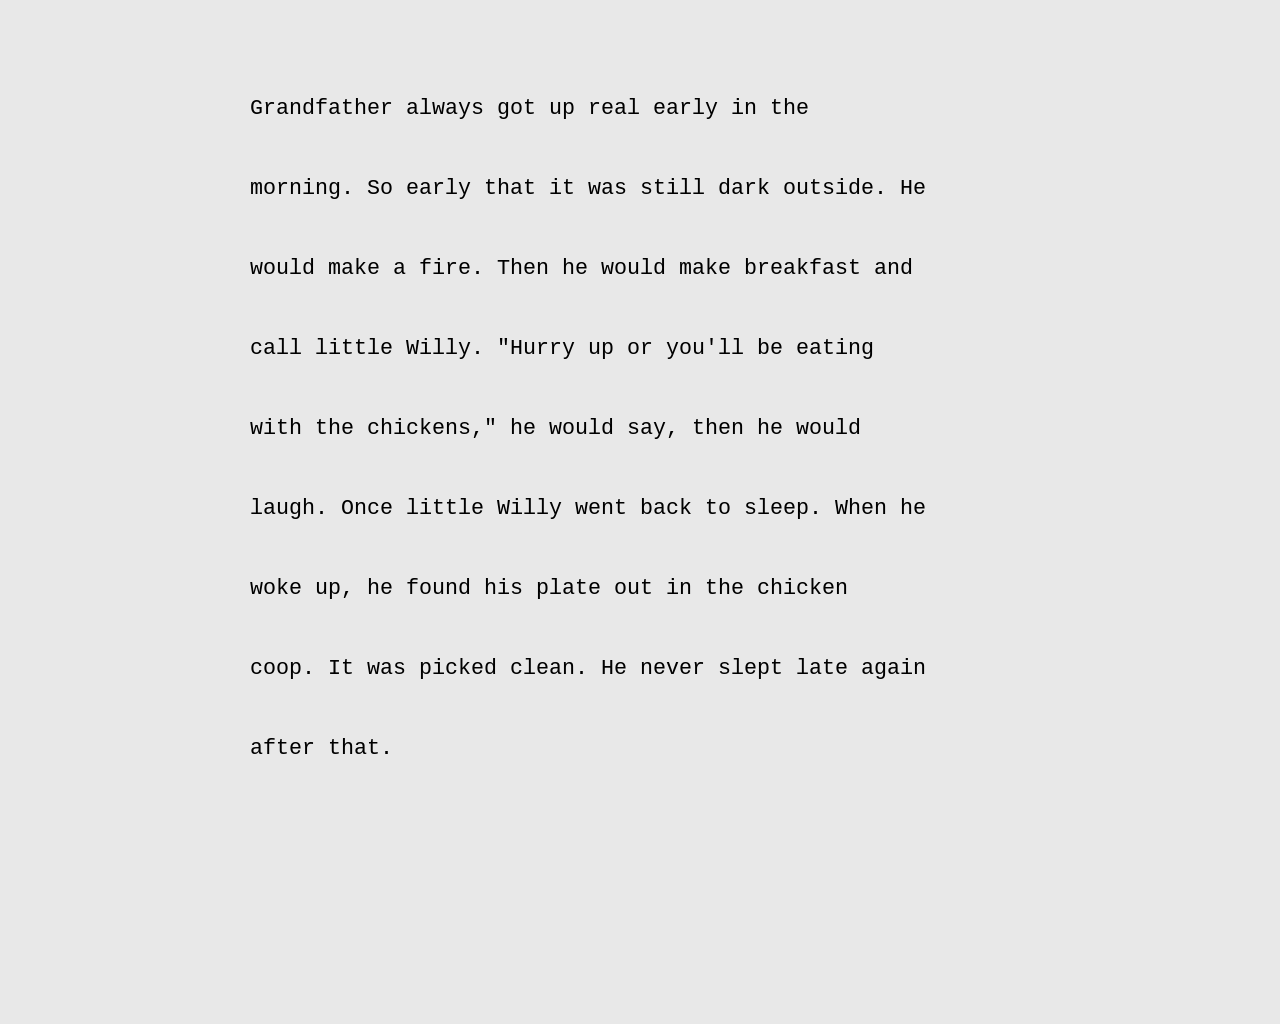 Grandfather always got up real early in the
morning. So early that it was still dark outside. He
would make a fire. Then he would make breakfast and
call little Willy. "Hurry up or you'll be eating
with the chickens," he would say, then he would
laugh. Once little Willy went back to sleep. When he
woke up, he found his plate out in the chicken
coop. It was picked clean. He never slept late again
after that.